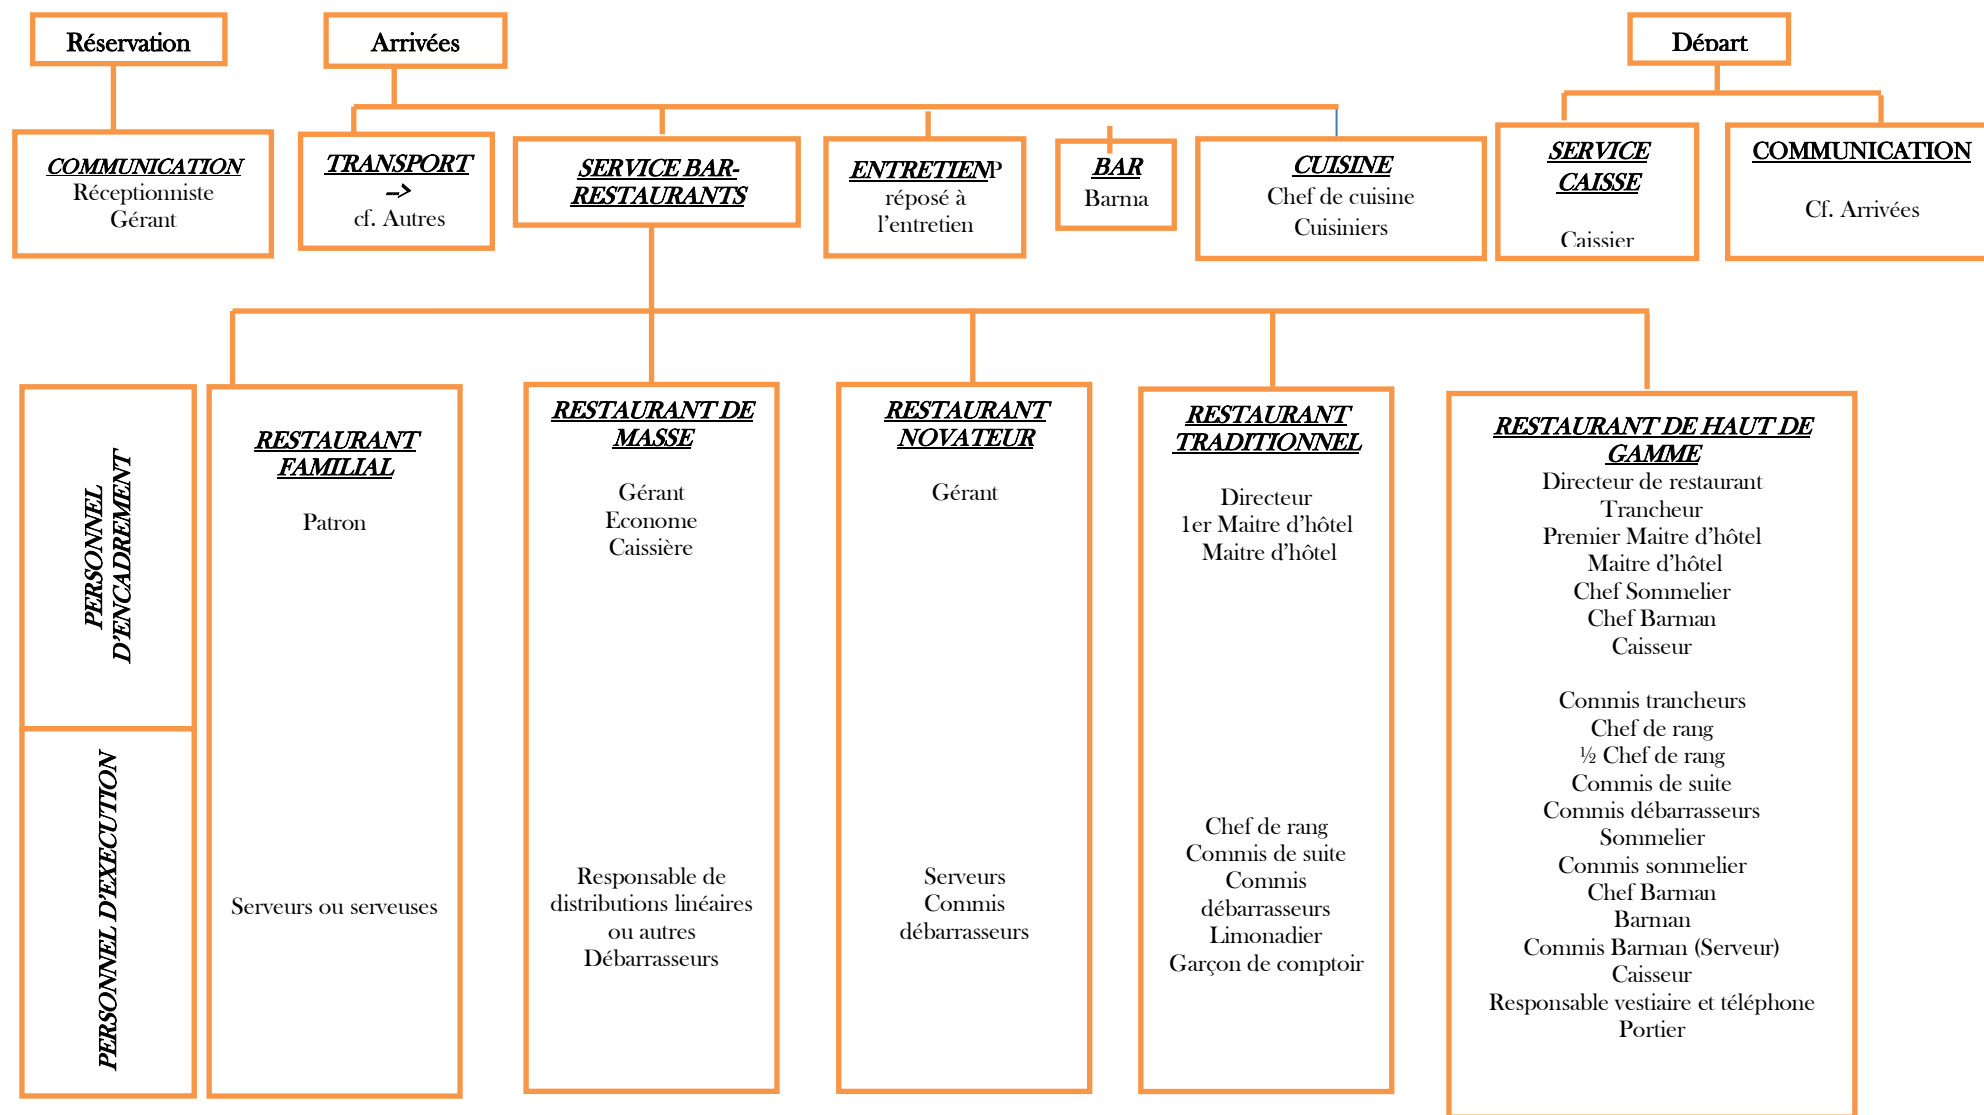 Réservation
Arrivées
Départ
COMMUNICATION
Réceptionniste
Gérant
TRANSPORT
-->
cf. Autres
SERVICE BAR-
RESTAURANTS
ENTRETIENP
réposé à
l'entretien
BAR
Barma
CUISINE
Chef de cuisine
Cuisiniers
SERVICE
CAISSE
Caissier
COMMUNICATION
Cf. Arrivées
PERSONNEL
D'ENCADREMENT
PERSONNEL D'EXECUTION
RESTAURANT
FAMILIAL
Patron
Serveurs ou serveuses
RESTAURANT DE
MASSE
Gérant
Econome
Caissière
Responsable de
distributions linéaires
ou autres
Débarrasseurs
RESTAURANT
NOVATEUR
Gérant
Serveurs
Commis
débarrasseurs
RESTAURANT
TRADITIONNEL
Directeur
1er Maitre d'hôtel
Maitre d'hôtel
Chef de rang
Commis de suite
Commis
débarrasseurs
Limonadier
Garçon de comptoir
RESTAURANT DE HAUT DE
GAMME
Directeur de restaurant
Trancheur
Premier Maitre d'hôtel
Maitre d'hôtel
Chef Sommelier
Chef Barman
Caisseur
Commis trancheurs
Chef de rang
½ Chef de rang
Commis de suite
Commis débarrasseurs
Sommelier
Commis sommelier
Chef Barman
Barman
Commis Barman (Serveur)
Caisseur
Responsable vestiaire et téléphone
Portier